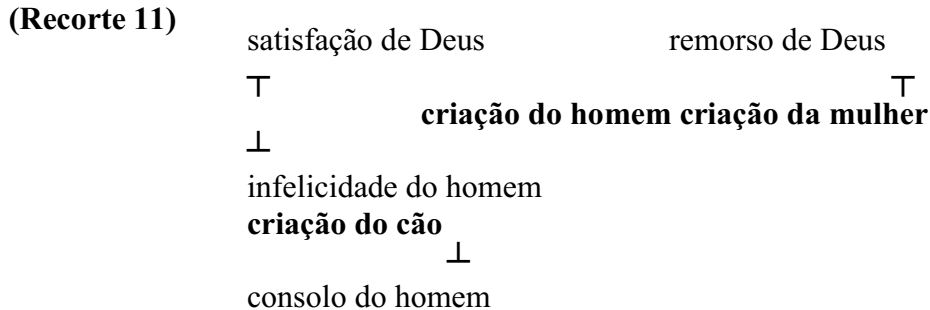 (Recorte 11)
satisfação de Deus remorso de Deus
⊤ ⊤
criação do homem criação da mulher
⊥
infelicidade do homem
criação do cão
⊥
consolo do homem